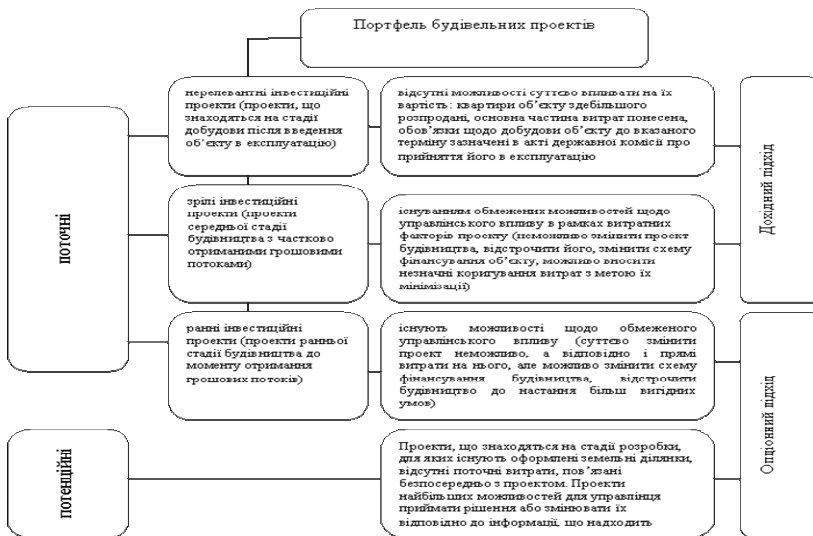 Портфель будівельних проектів
поточні
нерелевантні інвестиційні
проекти (проекти, що
знаходяться на стадії
добудови після введення
об'єкту в експлуатацію)
відсутні можливості суттєво впливати на їх
вартість: квартири об'єкту здебільшого
розпродані, основна частина витрат понесена,
обов'язки щодо добудови об'єкту до вказаного
терміну зазначені в акті державної комісії про
прийняття його в експлуатацію
Дохідний підхід
зрілі інвестиційні
проекти (проекти
середньої стадії
будівництва з частково
отриманими грошовими
потоками)
існуванням обмежених можливостей щодо
управлінського впливу в рамках витратних
факторів проекту (неможливо змінити проект
будівництва, відстрочити його, змінити схему
фінансування об'єкту, можливо вносити
незначні коригування витрат з метою їх
мінімізації)
ранні інвестиційні
проекти (проекти ранньої
стадії будівництва до
моменту отримання
грошових потоків)
існують можливості щодо обмеженого
управлінського впливу (суттєво змінити
проект неможливо, а відповідно і прямі
витрати на нього, але можливо змінити схему
фінансування будівництва, відстрочити
будівництво до настання більш вигідних
умов)
Опціонний підхід
потенційні
Проекти, що знаходяться на стадії розробки,
для яких існують оформлені земельні ділянки,
відсутні поточні витрати, пов'язані
безпосередньо з проектом. Проекти
найбільших можливостей для управлінця
приймати рішення або змінювати їх
відповідно до інформації, що надходить